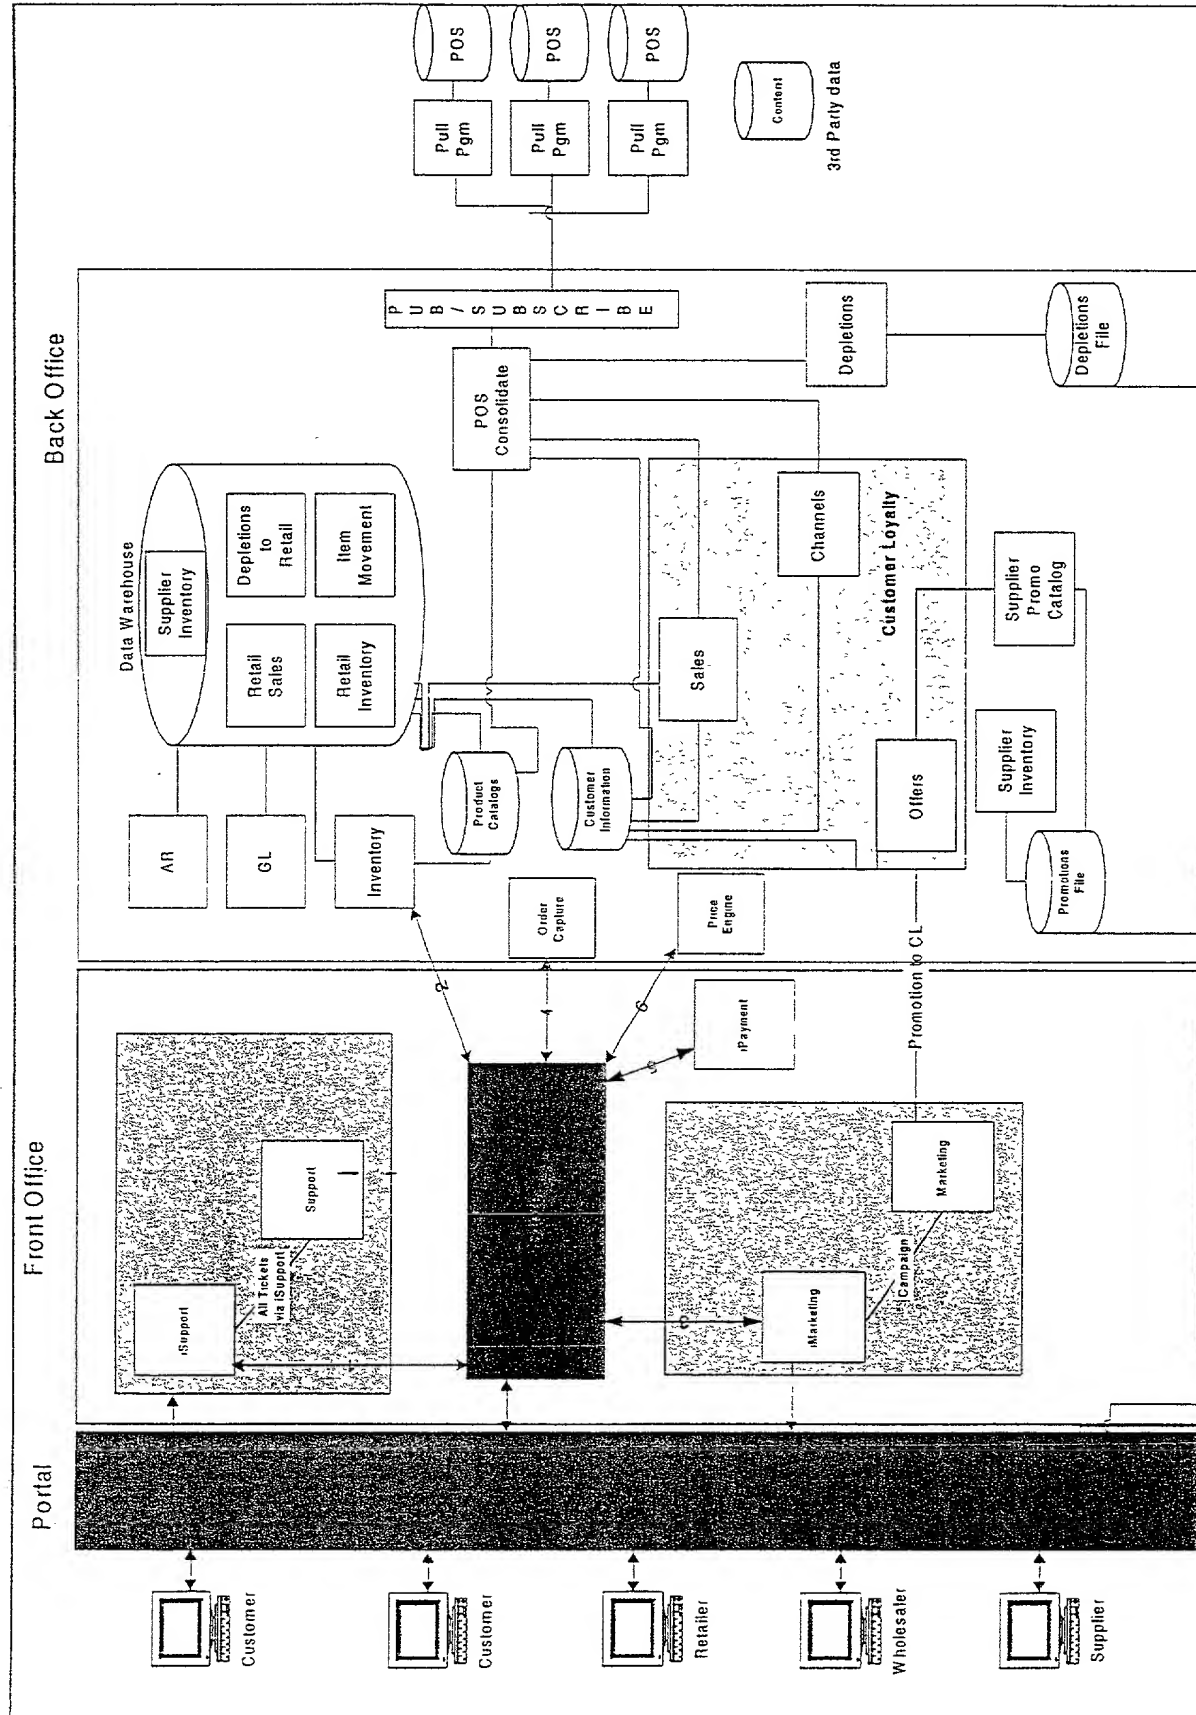 Portal
Front Office
Back Office
Customer
Customer
Retailer
Wholesaler
Supplier
iSupport
All Tickets
via iSupport
Support
iMarketing
Campaign
Marketing
iPayment
Promotion to CL
2
4
6
5
8
AR
GL
Inventory
Order
Capture
Price
Engine
Data Warehouse
Supplier
Inventory
Retail
Sales
Depletions
to
Retail
Retail
Inventory
Item
Movement
Product
Catalogs
Customer
Information
Sales
Channels
Customer Loyalty
Offers
Promotions
File
Supplier
Inventory
Supplier
Promo
Catalog
POS
Consolidate
PUB/SUBSCRIBE
Depletions
Depletions
File
Pull
Pgm
POS
Pull
Pgm
POS
Pull
Pgm
POS
Content
3rd Party data